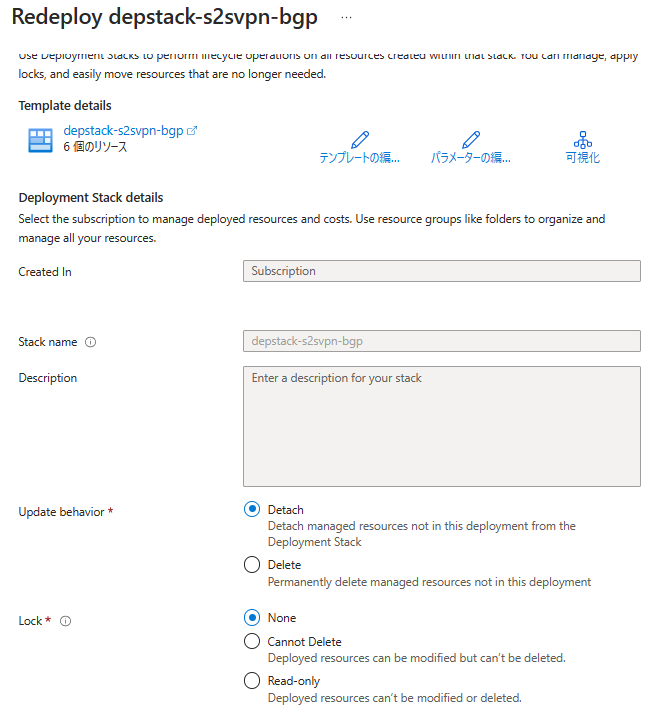 Redeploy depstack-s2svpn-bgp ...
Use Deployment Stacks to perform lifecycle operations on all resources created within that stack. You can manage, apply
locks, and easily move resources that are no longer needed.
Template details
depstack-s2svpn-bgp
6 個のリソース
テンプレートの編...
パラメーターの編...
可視化
Deployment Stack details
Select the subscription to manage deployed resources and costs. Use resource groups like folders to organize and
manage all your resources.
Created In
Subscription
Stack name
depstack-s2svpn-bgp
Description
Enter a description for your stack
Update behavior *
Detach
Detach managed resources not in this deployment from the
Deployment Stack
Delete
Permanently delete managed resources not in this deployment
Lock *
None
Cannot Delete
Deployed resources can be modified but can't be deleted.
Read-only
Deployed resources can't be modified or deleted.